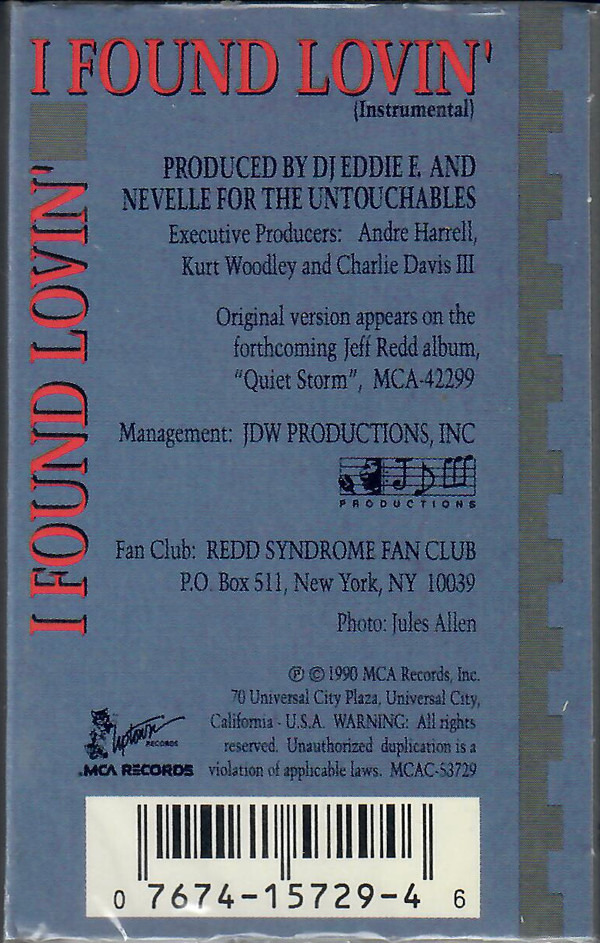 I FOUND LOVIN'
(Instrumental)
I FOUND LOVIN'
PRODUCED BY DJ EDDIE F. AND
NEVELLE FOR THE UNTOUCHABLES
Executive Producers: Andre Harrell,
Kurt Woodley and Charlie Davis III
Original version appears on the
forthcoming Jeff Redd album,
"Quiet Storm", MCA-42299
Management: JDW PRODUCTIONS, INC
JDW
PRODUCTIONS
Fan Club: REDD SYNDROME FAN CLUB
P.O. Box 511, New York, NY 10039
Photo: Jules Allen
℗ © 1990 MCA Records, Inc.
70 Universal City Plaza, Universal City,
California - U.S.A. WARNING: All rights
reserved. Unauthorized duplication is a
violation of applicable laws. MCAC-53729
Uptown
RECORDS
MCA RECORDS
0 7674-15729-4 6